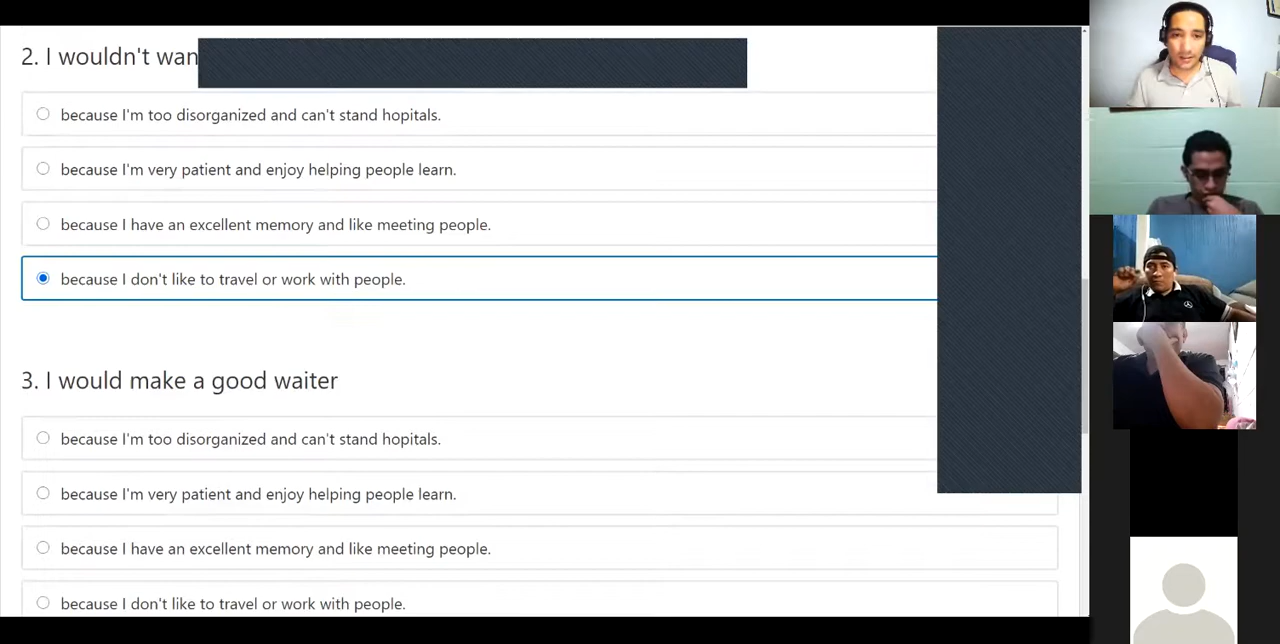 2. I wouldn't wan
because I'm too disorganized and can't stand hopitals.
because I'm very patient and enjoy helping people learn.
because I have an excellent memory and like meeting people.
because I don't like to travel or work with people.
3. I would make a good waiter
because I'm too disorganized and can't stand hopitals.
because I'm very patient and enjoy helping people learn.
because I have an excellent memory and like meeting people.
because I don't like to travel or work with people.